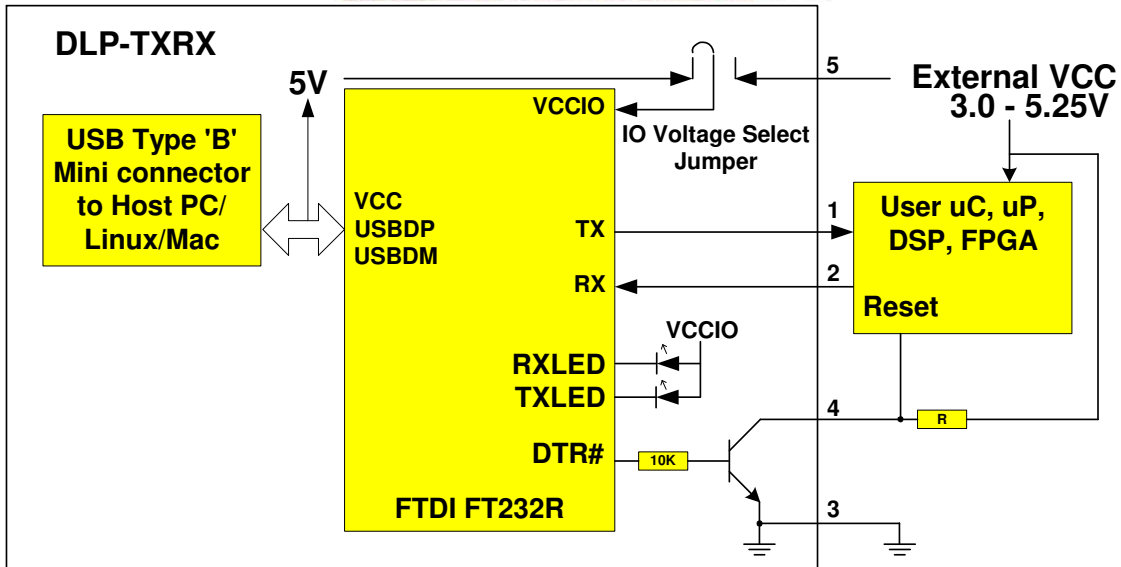 DLP-TXRX
5V
5
External VCC
3.0 - 5.25V
VCCIO
IO Voltage Select
Jumper
USB Type 'B'
Mini connector
to Host PC/
Linux/Mac
VCC
USBDP
USBDM
TX
1
User uC, uP,
DSP, FPGA
RX
2
Reset
VCCIO
RXLED
TXLED
4
R
DTR#
10K
FTDI FT232R
3